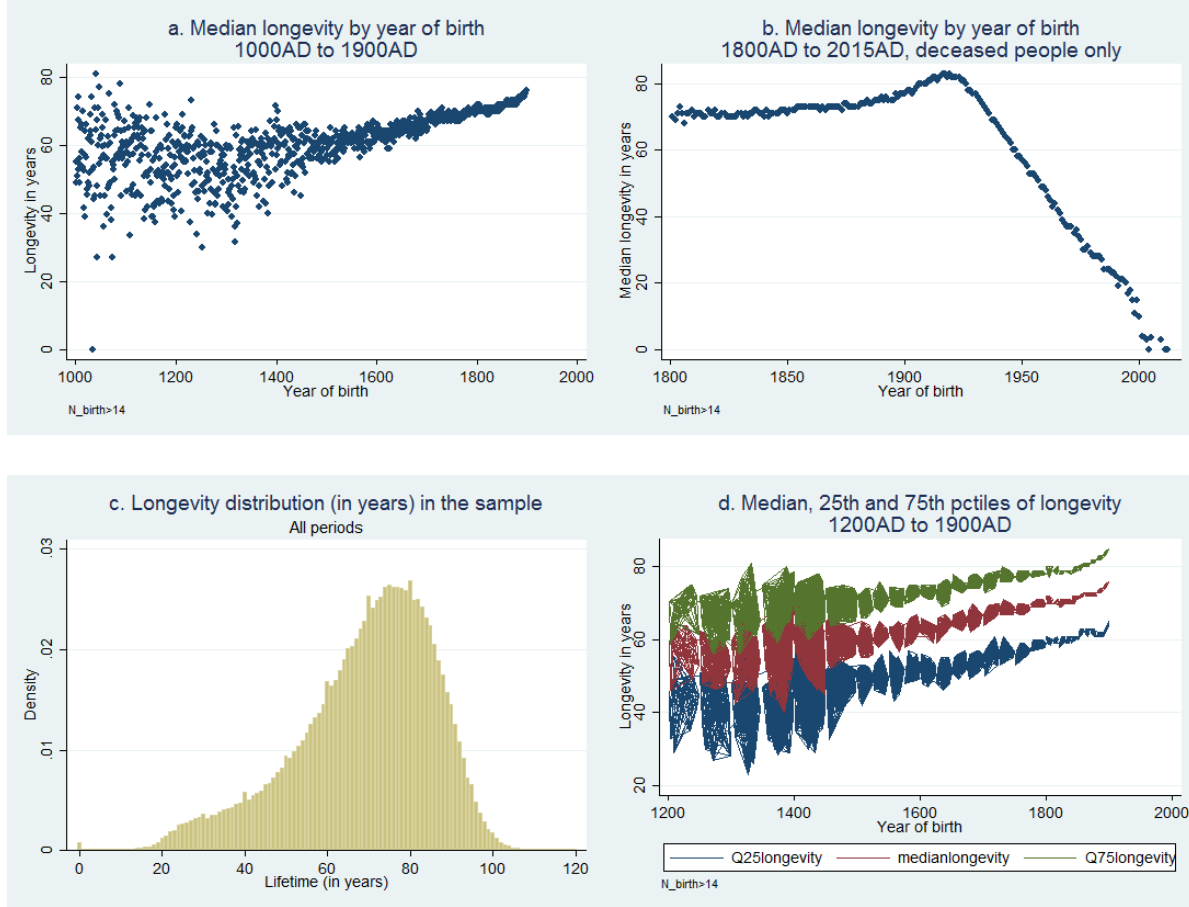 a. Median longevity by year of birth
1000AD to 1900AD
Longevity in years
80
60
40
20
0
1000 1200 1400 1600 1800 2000
Year of birth
N_birth>14
b. Median longevity by year of birth
1800AD to 2015AD, deceased people only
Median longevity in years
80
60
40
20
0
1800 1850 1900 1950 2000
Year of birth
N_birth>14
c. Longevity distribution (in years) in the sample
All periods
Density
.03
.02
.01
0
0 20 40 60 80 100 120
Lifetime (in years)
d. Median, 25th and 75th pctiles of longevity
1200AD to 1900AD
Longevity in years
80
60
40
20
1200 1400 1600 1800 2000
Year of birth
Q25longevity medianlongevity Q75longevity
N_birth>14